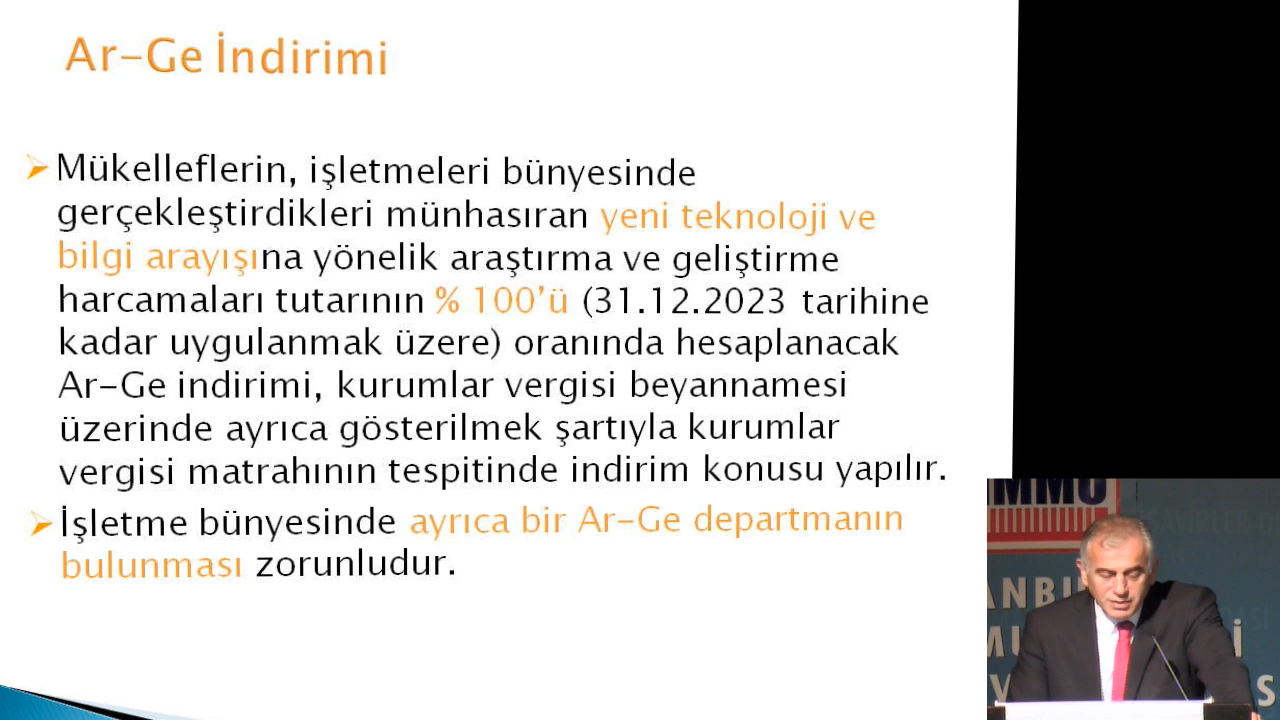 Ar-Ge İndirimi
Mükelleflerin, işletmeleri bünyesinde
gerçekleştirdikleri münhasıran yeni teknoloji ve
bilgi arayışına yönelik araştırma ve geliştirme
harcamaları tutarının % 100’ü (31.12.2023 tarihine
kadar uygulanmak üzere) oranında hesaplanacak
Ar-Ge indirimi, kurumlar vergisi beyannamesi
üzerinde ayrıca gösterilmek şartıyla kurumlar
vergisi matrahının tespitinde indirim konusu yapılır.
İşletme bünyesinde ayrıca bir Ar-Ge departmanın
bulunması zorunludur.